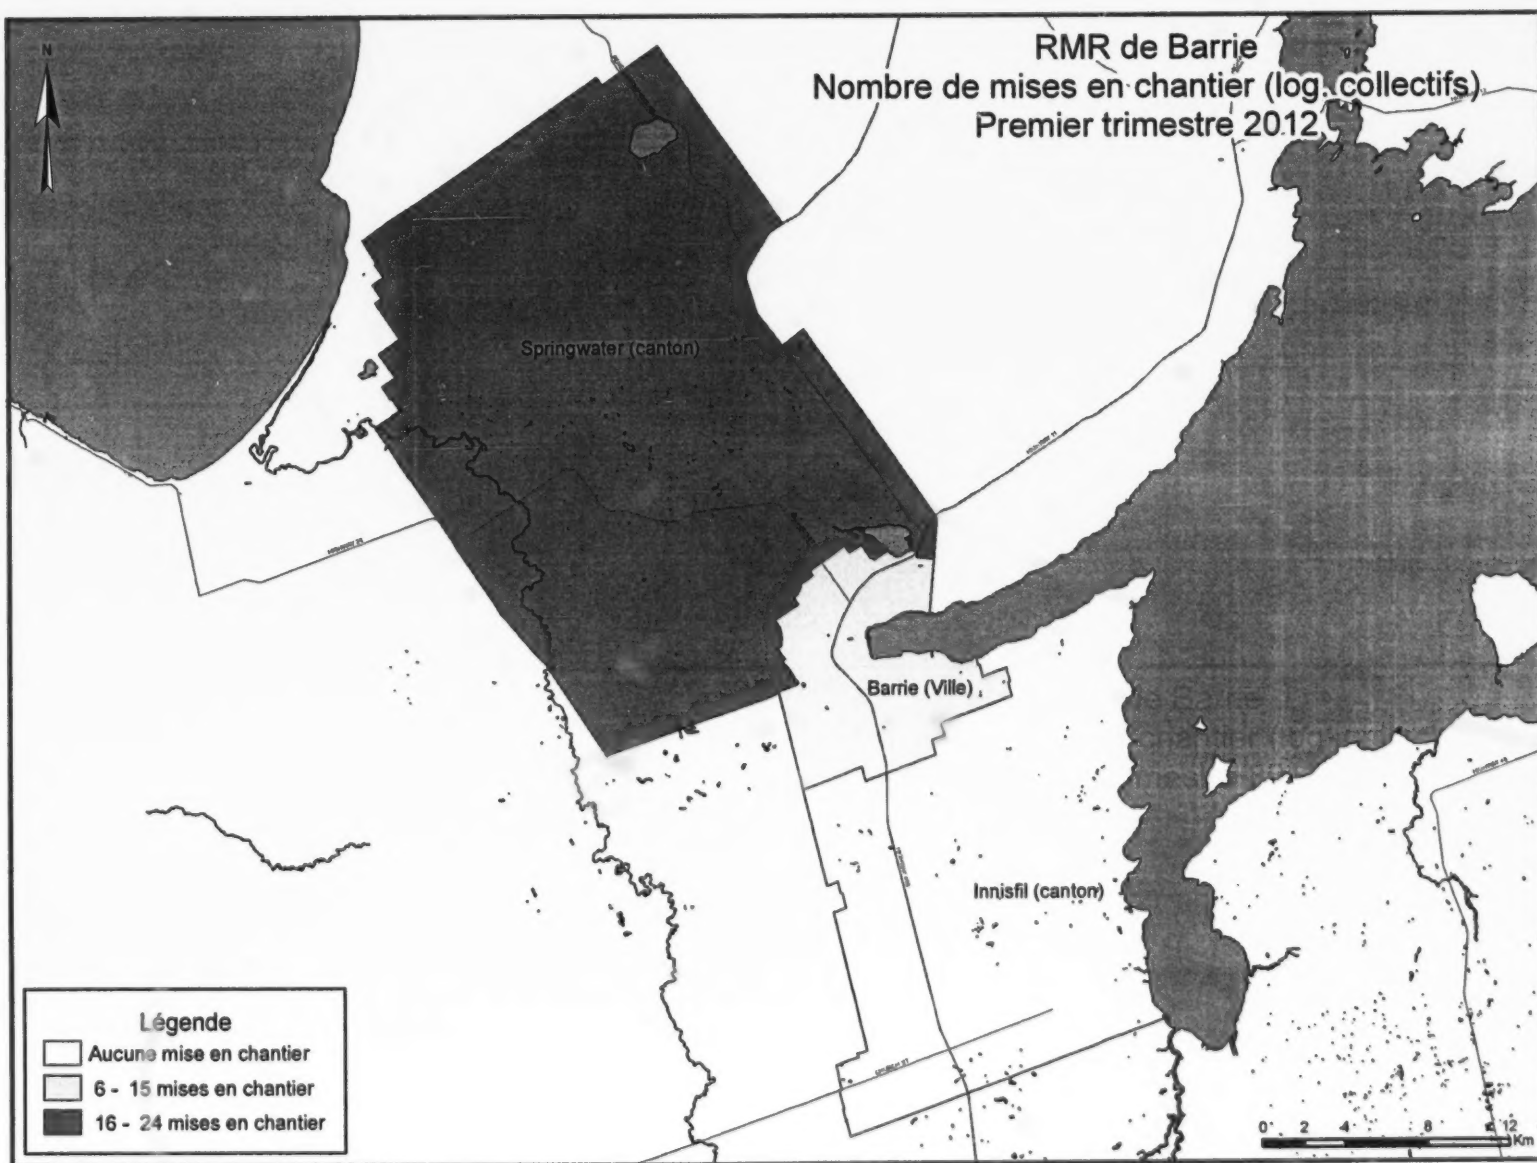 N
RMR de Barrie
Nombre de mises en chantier (log. collectifs)
Premier trimestre 2012
Springwater (canton)
HIGHWAY 11
Barrie (Ville)
Innisfil (canton)
Légende
Aucune mise en chantier
6 - 15 mises en chantier
16 - 24 mises en chantier
0 2 4 8 12
Km